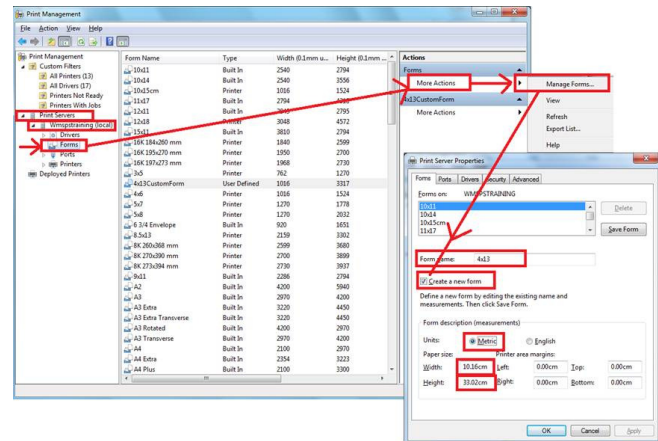 Print Management
File Action View Favorites Window Help
Print Management
Custom Filters
All Printers (13)
All Drivers (17)
Printers Not Ready
Printers With Jobs
Print Servers
Wmpstraining (local)
Drivers
Forms
Ports
Printers
Deployed Printers
Form Name Type Width (0.1mm u... Height (0.1mm ...
10x11 Built In 2540 2794
10x14 Built In 2540 3556
10x15cm Printer 1016 1524
11x17 Built In 2794
12x11 Built In 2795
12x18 Printer 3048 4572
15x11 Built In 3810 2794
16K 184x260 mm Printer 1840 2599
16K 195x270 mm Printer 1950 2700
16K 197x273 mm Printer 1968 2730
3x5 Printer 762 1270
4x13CustomForm User Defined 1016 3317
4x6 Printer 1016 1524
5x7 Printer 1270 1778
5x8 Printer 1270 2032
6 3/4 Envelope Built In 920 1651
8.5x13 Printer 2159 3302
8K 260x368 mm Printer 2599 3680
8K 270x390 mm Printer 2700 3899
8K 273x394 mm Printer 2730 3937
9x11 Built In 2286 2794
A2 Built In 4200 5940
A3 Built In 2970 4200
A3 Extra Built In 3220 4450
A3 Extra Transverse Built In 3220 4450
A3 Rotated Built In 4200 2970
A3 Transverse Built In 2970 4200
A4 Built In 2100 2970
A4 Extra Built In 2354 3223
A4 Plus Built In 2100 3300
Actions
Forms
More Actions
4x13CustomForm
More Actions
Manage Forms...
View
Refresh
Export List...
Help
Print Server Properties
Forms Ports Drivers Security Advanced
Forms on: WMPSTRAINING
10x11
10x14
10x15cm
11x17
Delete
Save Form
Form name: 4x13
Create a new form
Define a new form by editing the existing name and
measurements. Then click Save Form.
Form description (measurements)
Units: Metric English
Paper size: Printer area margins:
Width: 10.16cm Left: 0.00cm Top: 0.00cm
Height: 33.02cm Right: 0.00cm Bottom: 0.00cm
OK Cancel Apply